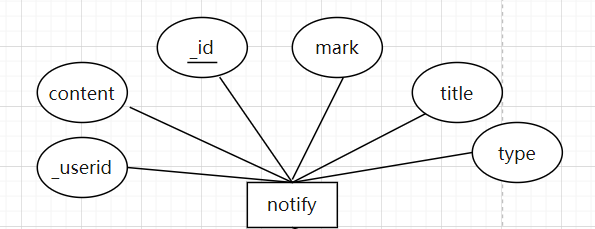 _id
mark
content
title
type
_userid
notify